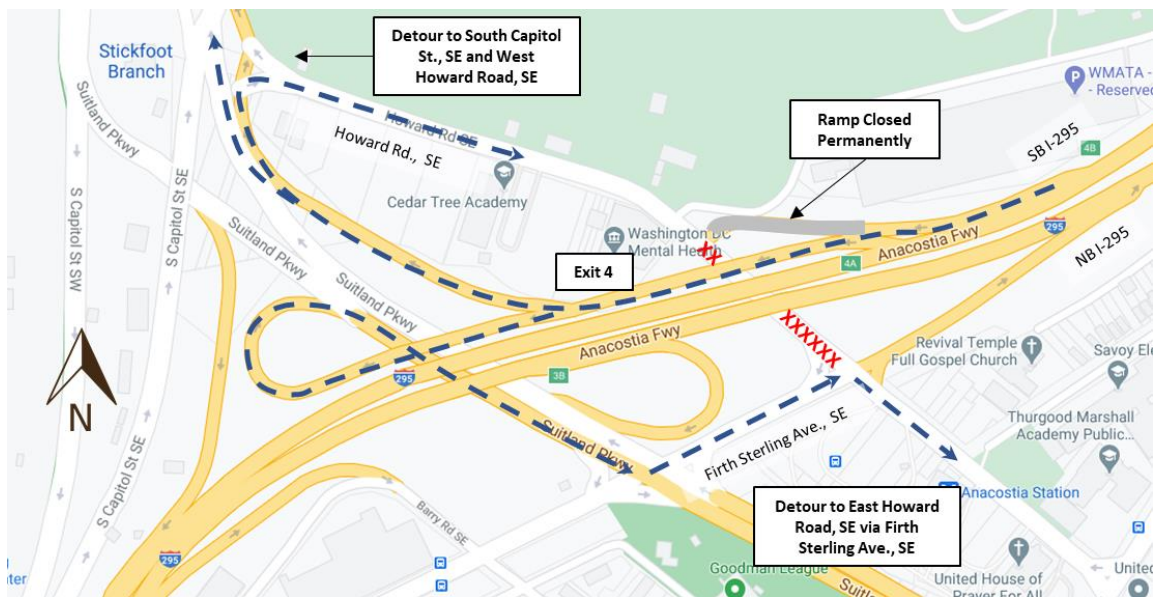 Detour to South Capitol
St., SE and West
Howard Road, SE
Stickfoot
Branch
Suitland Pkwy
S Capitol St SE
S Capitol St SW
Howard Rd SE
Howard Rd., SE
Cedar Tree Academy
Ramp Closed
Permanently
WMATA -
- Reserved
P
SB I-295
4B
295
Anacostia Fwy
4A
NB I-295
Washington DC
Mental Health
XX
Exit 4
Suitland Pkwy
Suitland Pkwy
XXXXXX
Anacostia Fwy
295
3B
Revival Temple
Full Gospel Church
Savoy Ele
Thurgood Marshall
Academy Public...
N
S Capitol St SE
Suitland Pkwy
Firth Sterling Ave., SE
Anacostia Station
Barry Rd SE
Detour to East Howard
Road, SE via Firth
Sterling Ave., SE
295
nter
Goodman League
Suitl
United House of
Prayer For All
United
of